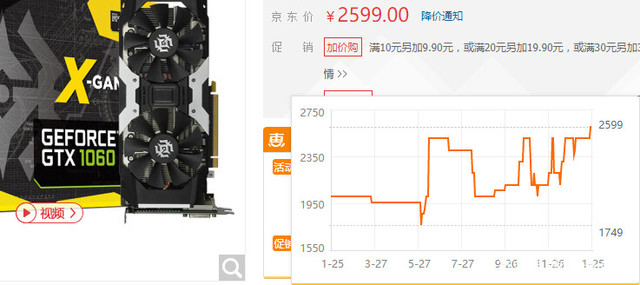 X-GAM
GEFORCE
GTX 1060
视频 >
京东价 ¥2599.00 降价通知
促销 加价购 满10元另加9.90元，或满20元另加19.90元，或满30元另加
情 >>
惠
活动
促销
2750
2350
1950
1550
2599
1749
1-25 3-27 5-27 7-27 9-26 11-26 1-25